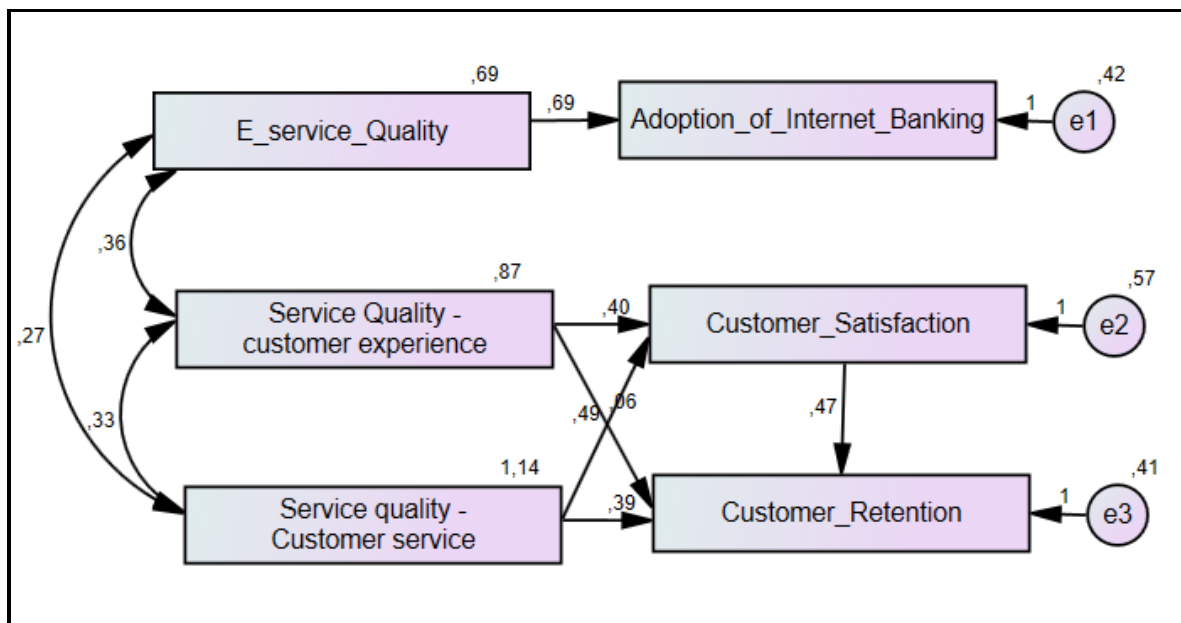 ,69
,42
E_service_Quality
,69
Adoption_of_Internet_Banking
1
e1
,36
,87
,57
Service Quality -
customer experience
,40
Customer_Satisfaction
1
e2
,27
,49
,06
,47
,33
1,14
,41
Service quality -
Customer service
,39
Customer_Retention
1
e3